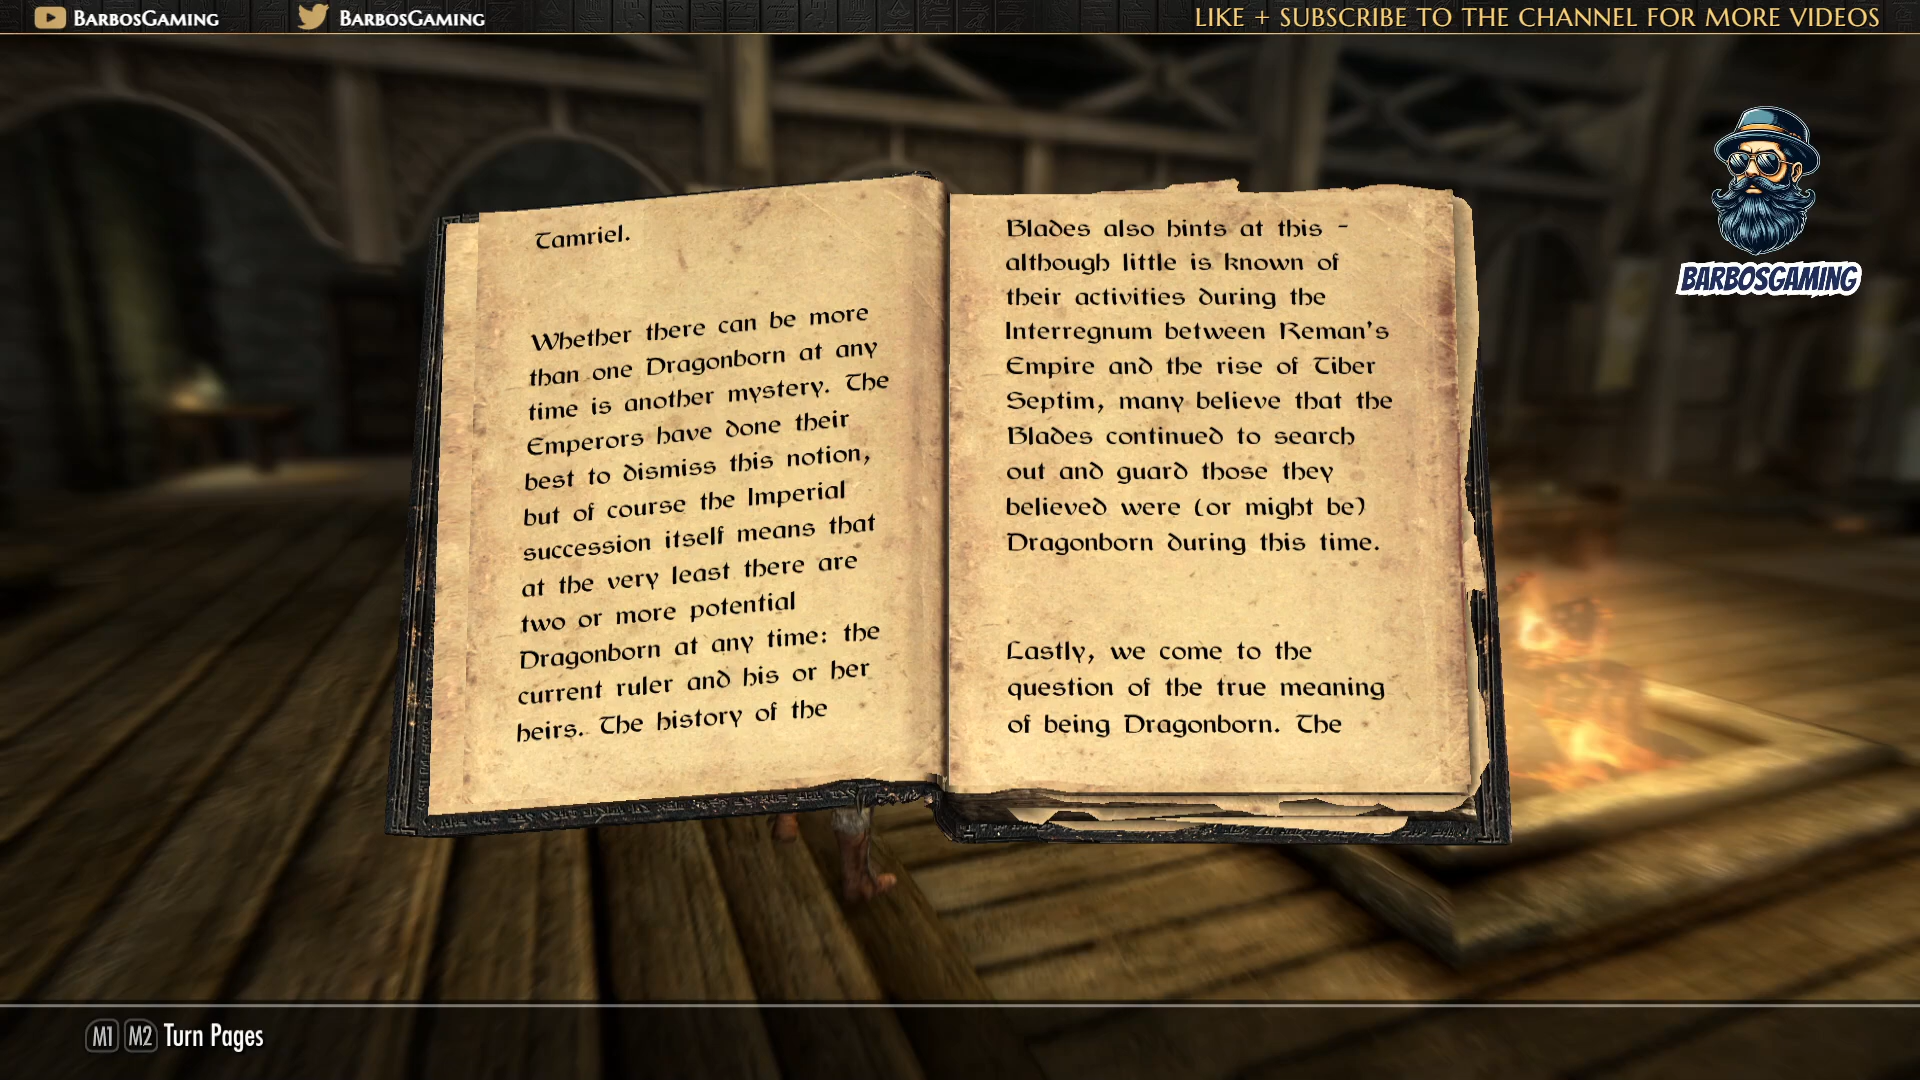 BarbosGaming
BarbosGaming
LIKE + SUBSCRIBE TO THE CHANNEL FOR MORE VIDEOS
BARBOSGAMING
Tamriel.
Whether there can be more
than one Dragonborn at any
time is another mystery. The
Emperors have done their
best to dismiss this notion,
but of course the Imperial
succession itself means that
at the very least there are
two or more potential
Dragonborn at any time: the
current ruler and his or her
heirs. The history of the
Blades also hints at this -
although little is known of
their activities during the
Interregnum between Reman's
Empire and the rise of Tiber
Septim, many believe that the
Blades continued to search
out and guard those they
believed were (or might be)
Dragonborn during this time.
Lastly, we come to the
question of the true meaning
of being Dragonborn. The
M1 M2 Turn Pages